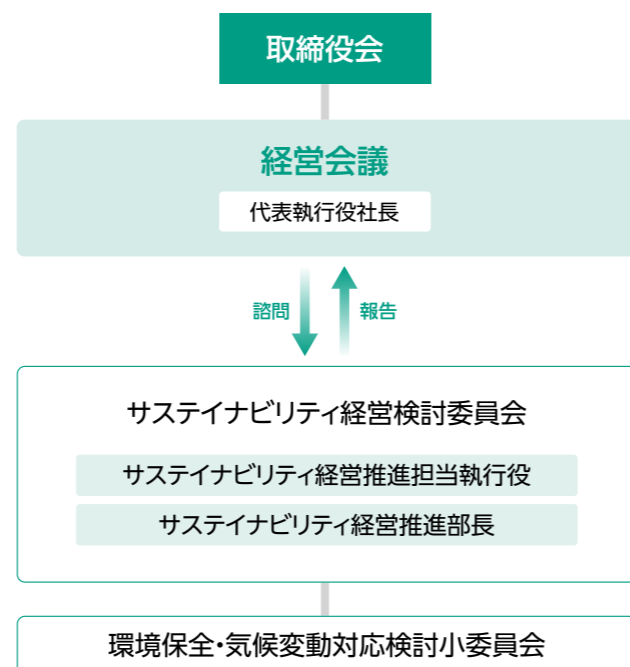 取締役会
経営会議
代表執行役社長
諮問
報告
サステイナビリティ経営検討委員会
サステイナビリティ経営推進担当執行役
サステイナビリティ経営推進部長
環境保全・気候変動対応検討小委員会